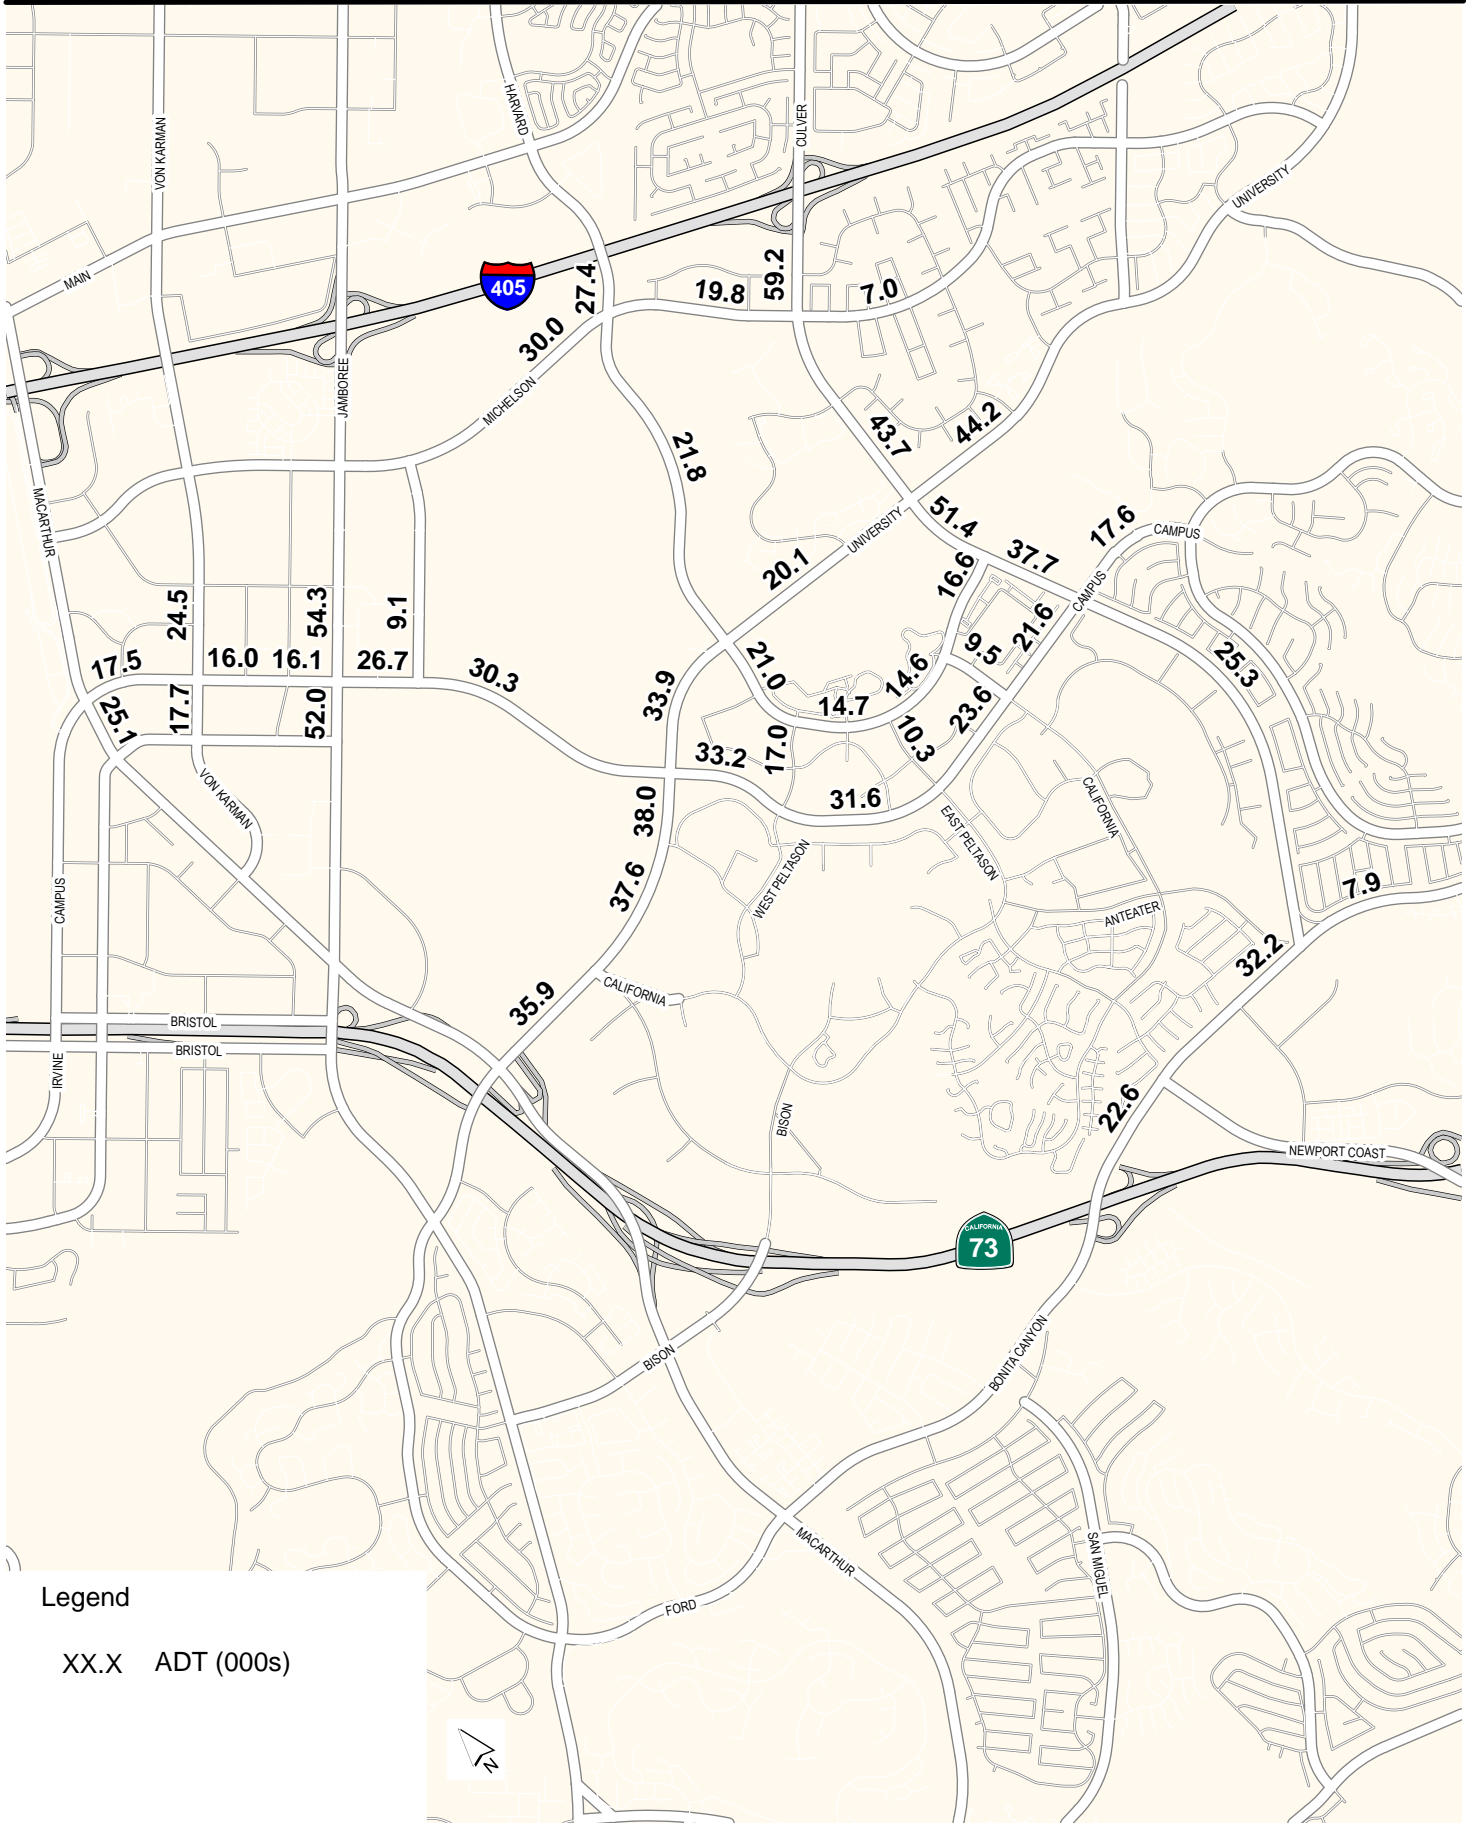 HARVARD
CULVER
VON KARMAN
UNIVERSITY
MAIN
405
27.4
59.2
19.8
7.0
30.0
JAMBOREE
MICHELSON
43.7
44.2
21.8
MACARTHUR
UNIVERSITY
51.4
17.6
CAMPUS
37.7
20.1
16.6
CAMPUS
24.5
54.3
9.1
21.6
9.5
17.5
16.0
16.1
26.7
30.3
21.0
14.6
25.3
33.9
14.7
23.6
25.1
17.7
52.0
17.0
10.3
33.2
VON KARMAN
38.0
31.6
CALIFORNIA
EAST PELTASON
37.6
WEST PELTASON
7.9
CAMPUS
ANTEATER
32.2
CALIFORNIA
35.9
BRISTOL
BRISTOL
IRVINE
22.6
BISON
NEWPORT COAST
CALIFORNIA
73
BISON
BONITA CANYON
MACARTHUR
SAN MIGUEL
FORD
Legend
XX.X ADT (000s)
N